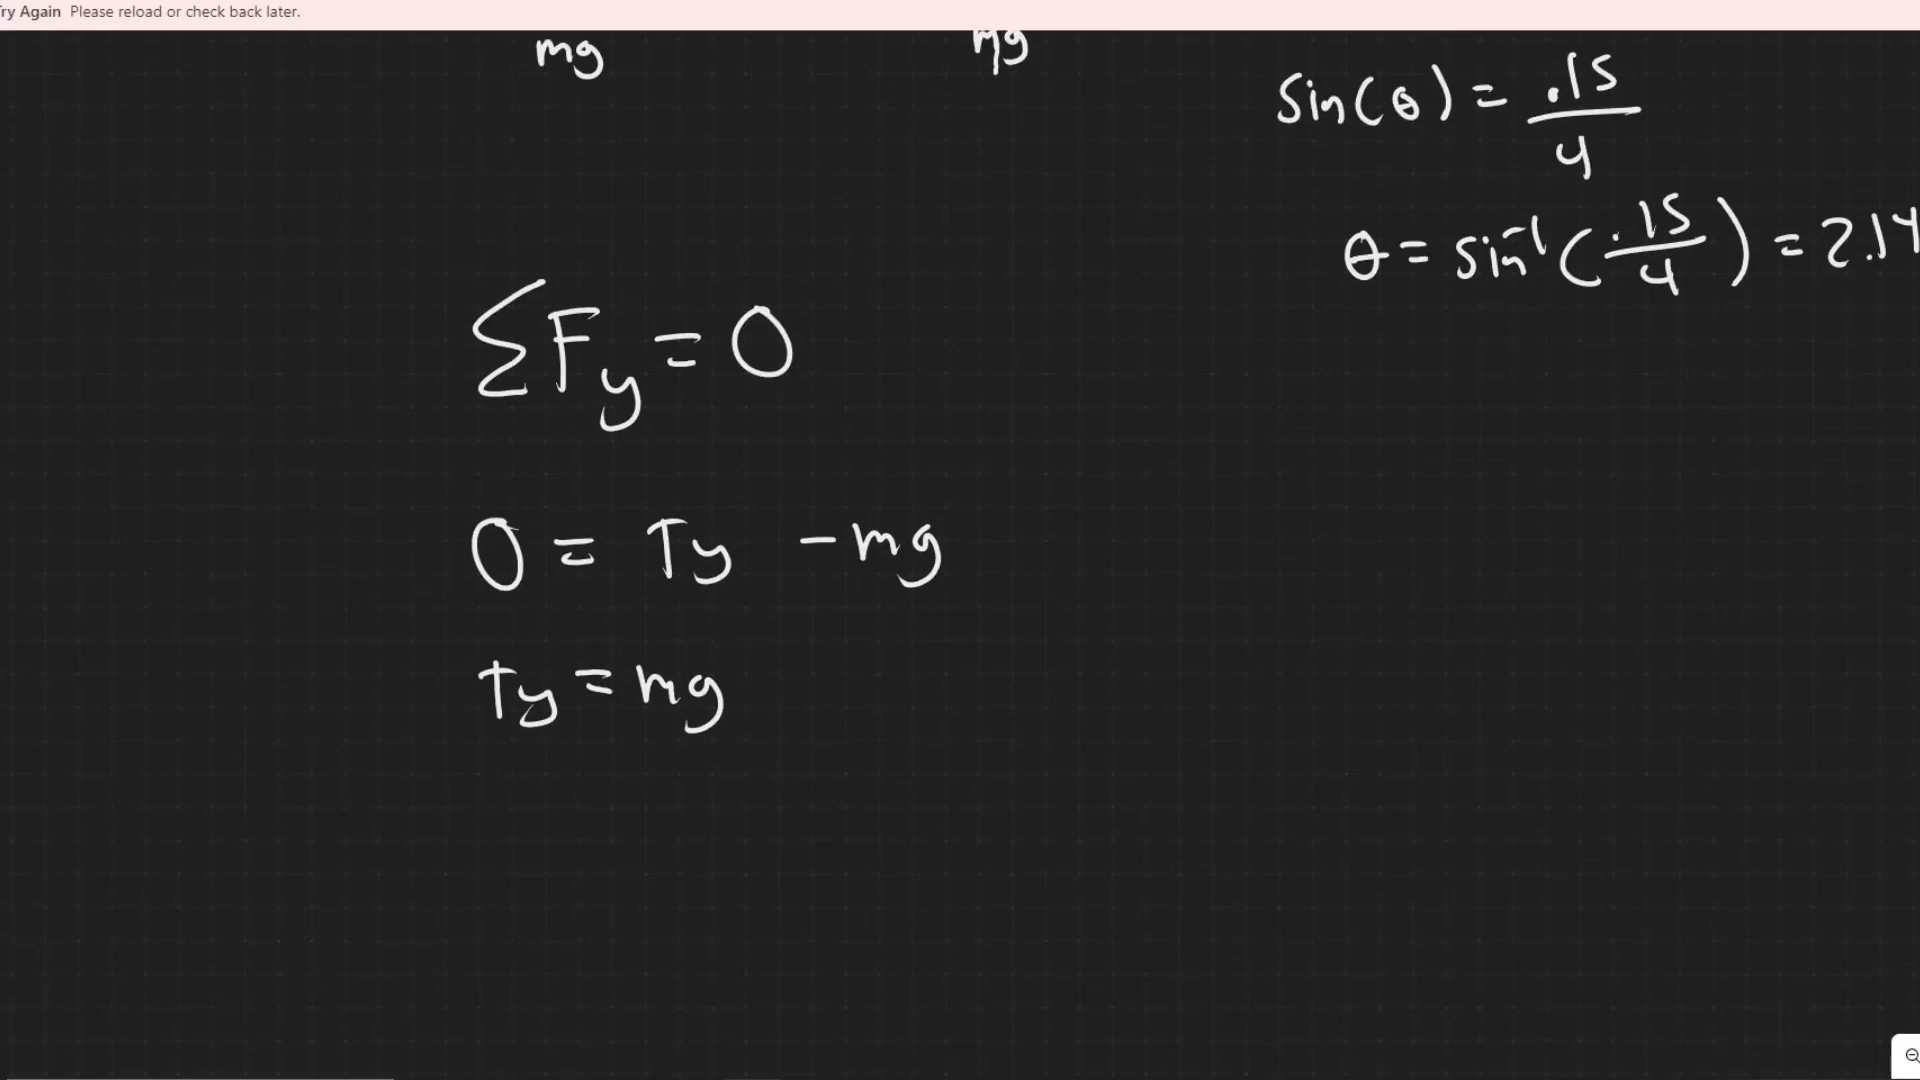 Try Again Please reload or check back later.
mg mg
Sin(θ) = .15/4
θ = sin⁻¹(.15/4) = 2.14
ΣFy = 0
0 = Ty - mg
Ty = mg